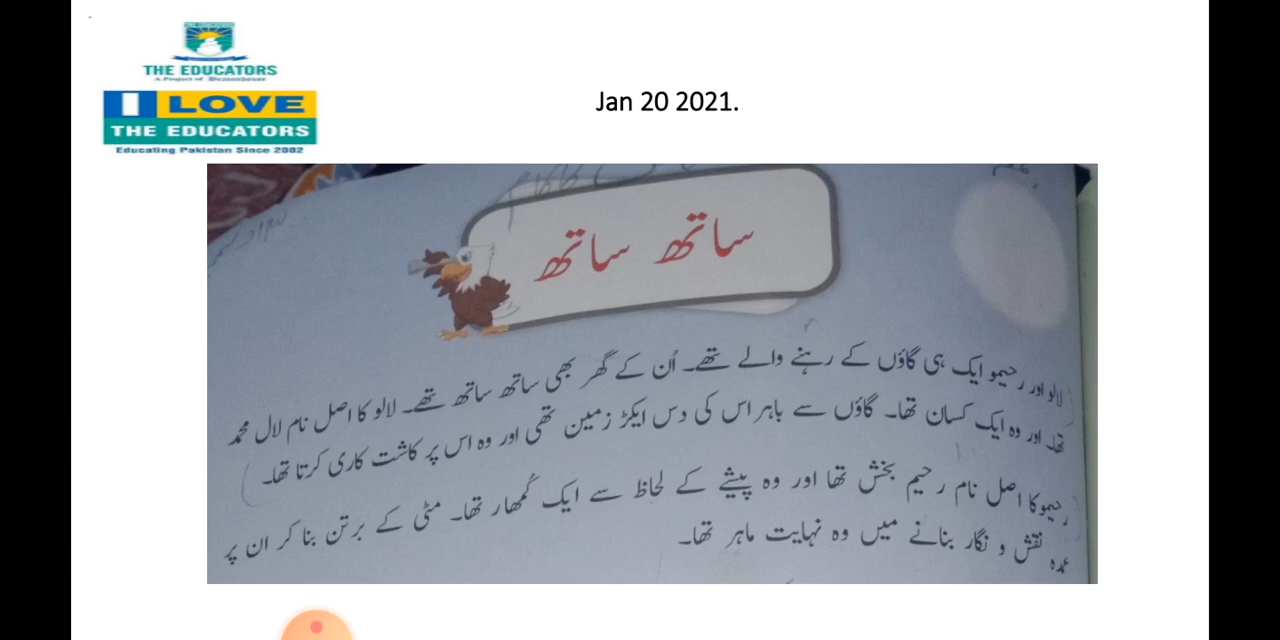 THE EDUCATORS
A Project of Beaconhouse
I LOVE
THE EDUCATORS
Educating Pakistan Since 2002
Jan 20 2021.
ساتھ ساتھ
لالو اور رحیمو ایک ہی گاؤں کے رہنے والے تھے۔ اُن کے گھر بھی ساتھ ساتھ تھے۔ لالو کا اصل نام لال محمد
تھا اور وہ ایک کسان تھا۔ گاؤں سے باہر اس کی دس ایکڑ زمین تھی اور وہ اس پر کاشت کاری کرتا تھا۔
رحیمو کا اصل نام رحیم بخش تھا اور وہ پیشے کے لحاظ سے ایک کُمھار تھا۔ مٹی کے برتن بنا کر ان پر
عمدہ نقش و نگار بنانے میں وہ نہایت ماہر تھا۔